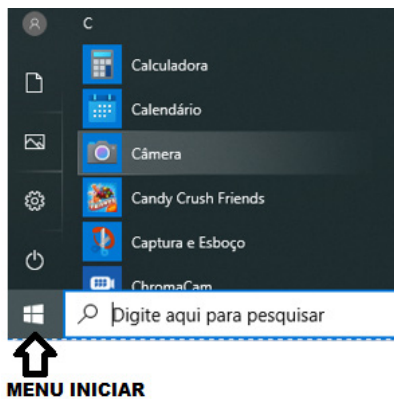 C
Calculadora
Calendário
Câmera
Candy Crush Friends
Captura e Esboço
ChromaCam
Digite aqui para pesquisar
MENU INICIAR